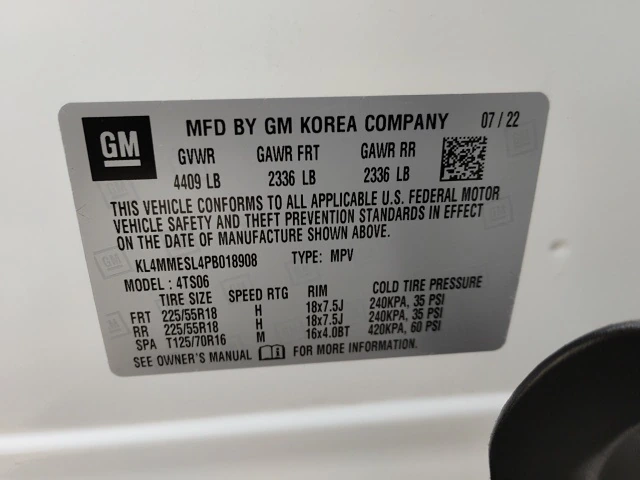 GM MFD BY GM KOREA COMPANY 07 / 22
GVWR GAWR FRT GAWR RR
4409 LB 2336 LB 2336 LB
THIS VEHICLE CONFORMS TO ALL APPLICABLE U.S. FEDERAL MOTOR
VEHICLE SAFETY AND THEFT PREVENTION STANDARDS IN EFFECT
ON THE DATE OF MANUFACTURE SHOWN ABOVE.
KL4MMESL4PB018908 TYPE: MPV
MODEL : 4TS06
TIRE SIZE SPEED RTG RIM COLD TIRE PRESSURE
FRT 225/55R18 H 18x7.5J 240KPA, 35 PSI
RR 225/55R18 H 18x7.5J 240KPA, 35 PSI
SPA T125/70R16 M 16x4.0BT 420KPA, 60 PSI
SEE OWNER'S MANUAL FOR MORE INFORMATION.